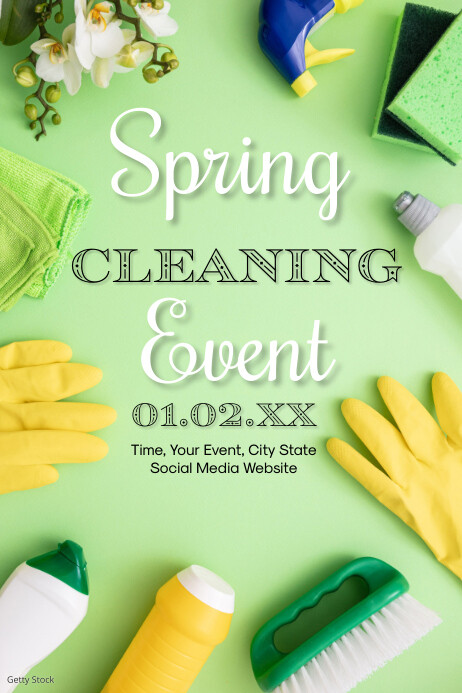 Spring
CLEANING
Event
01.02.XX
Time, Your Event, City State
Social Media Website
Getty Stock